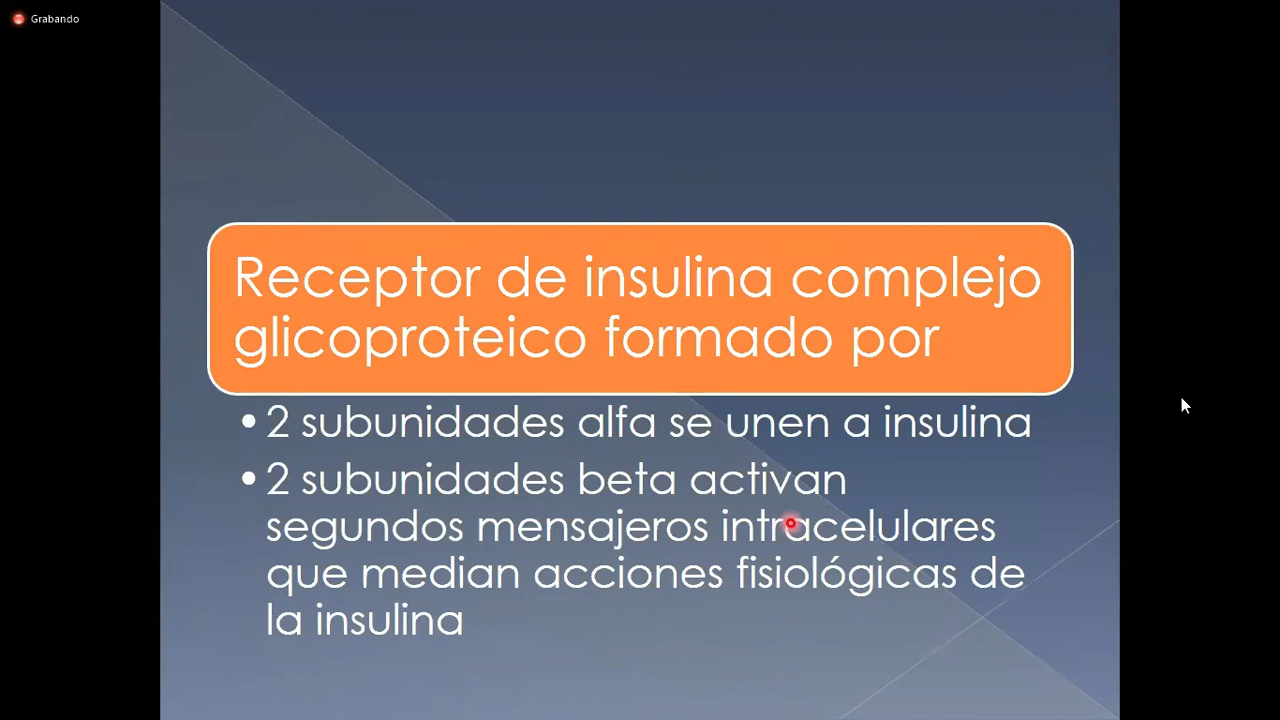 Grabando
Receptor de insulina complejo
glicoproteico formado por
• 2 subunidades alfa se unen a insulina
• 2 subunidades beta activan
segundos mensajeros intracelulares
que median acciones fisiológicas de
la insulina